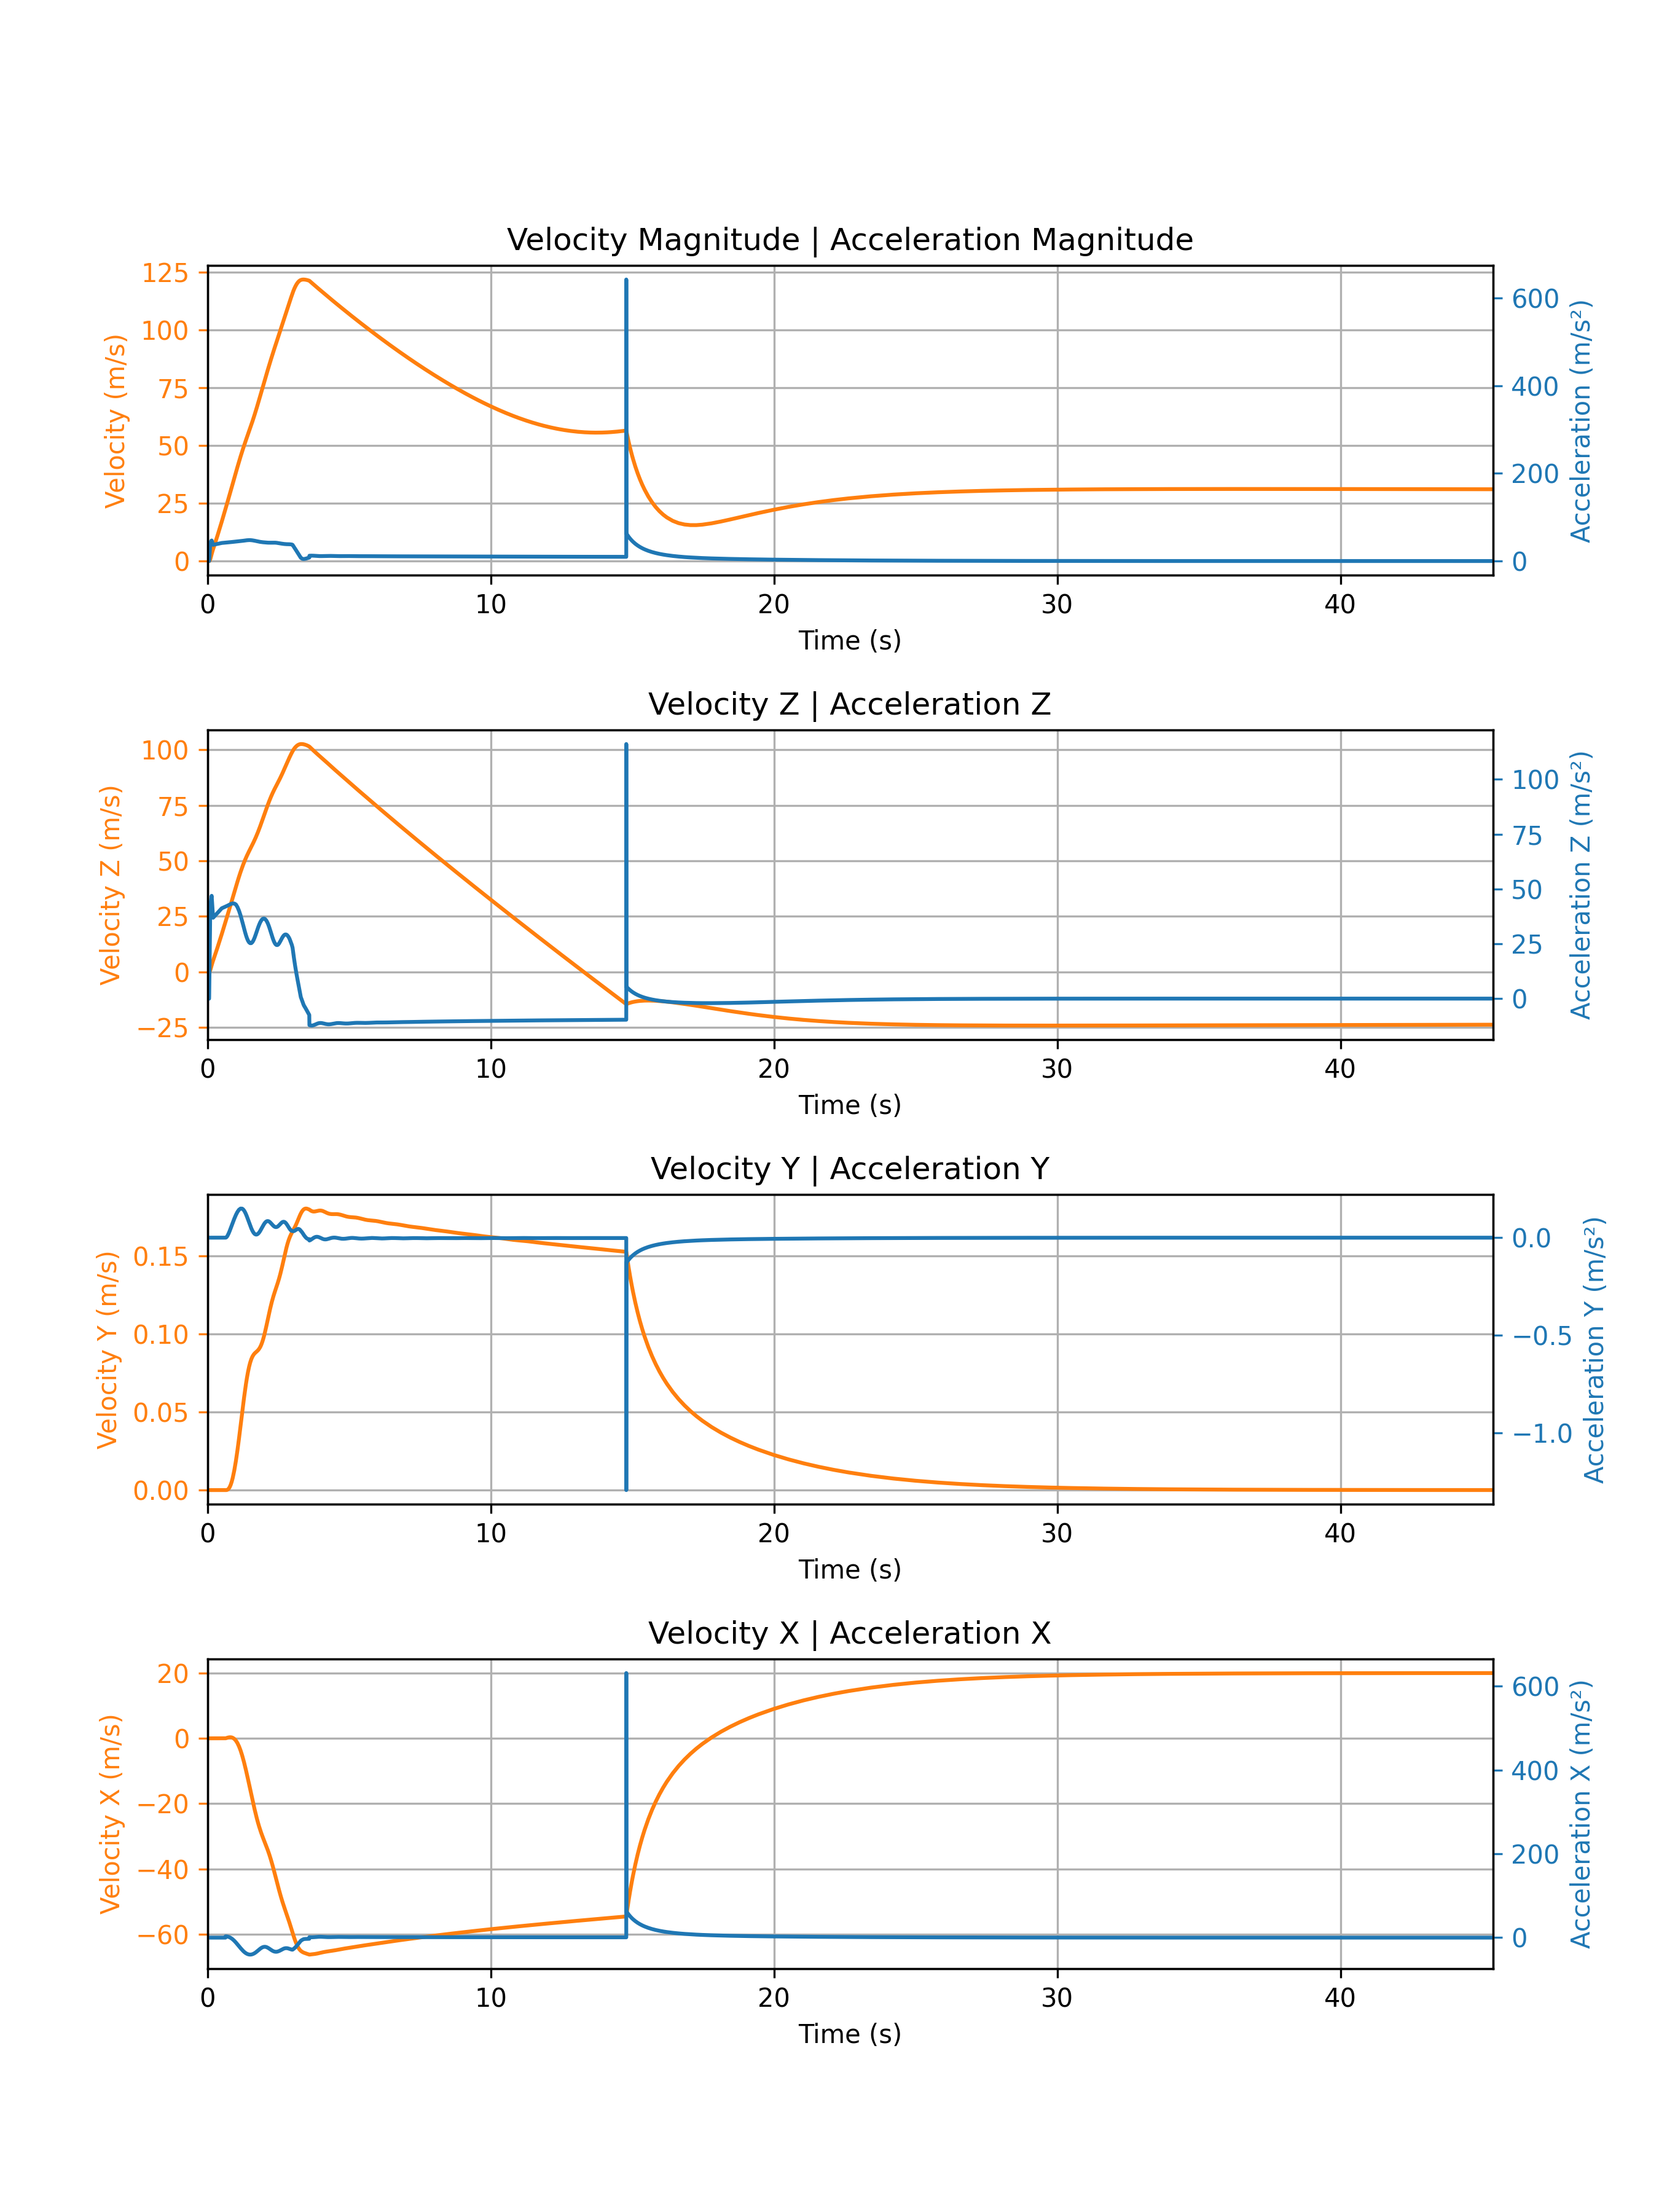 Velocity Magnitude | Acceleration Magnitude
125
100
75
50
25
0
Velocity (m/s)
600
400
200
0
Acceleration (m/s²)
0 10 20 30 40
Time (s)
Velocity Z | Acceleration Z
100
75
50
25
0
−25
Velocity Z (m/s)
100
75
50
25
0
Acceleration Z (m/s²)
0 10 20 30 40
Time (s)
Velocity Y | Acceleration Y
0.15
0.10
0.05
0.00
Velocity Y (m/s)
0.0
−0.5
−1.0
Acceleration Y (m/s²)
0 10 20 30 40
Time (s)
Velocity X | Acceleration X
20
0
−20
−40
−60
Velocity X (m/s)
600
400
200
0
Acceleration X (m/s²)
0 10 20 30 40
Time (s)